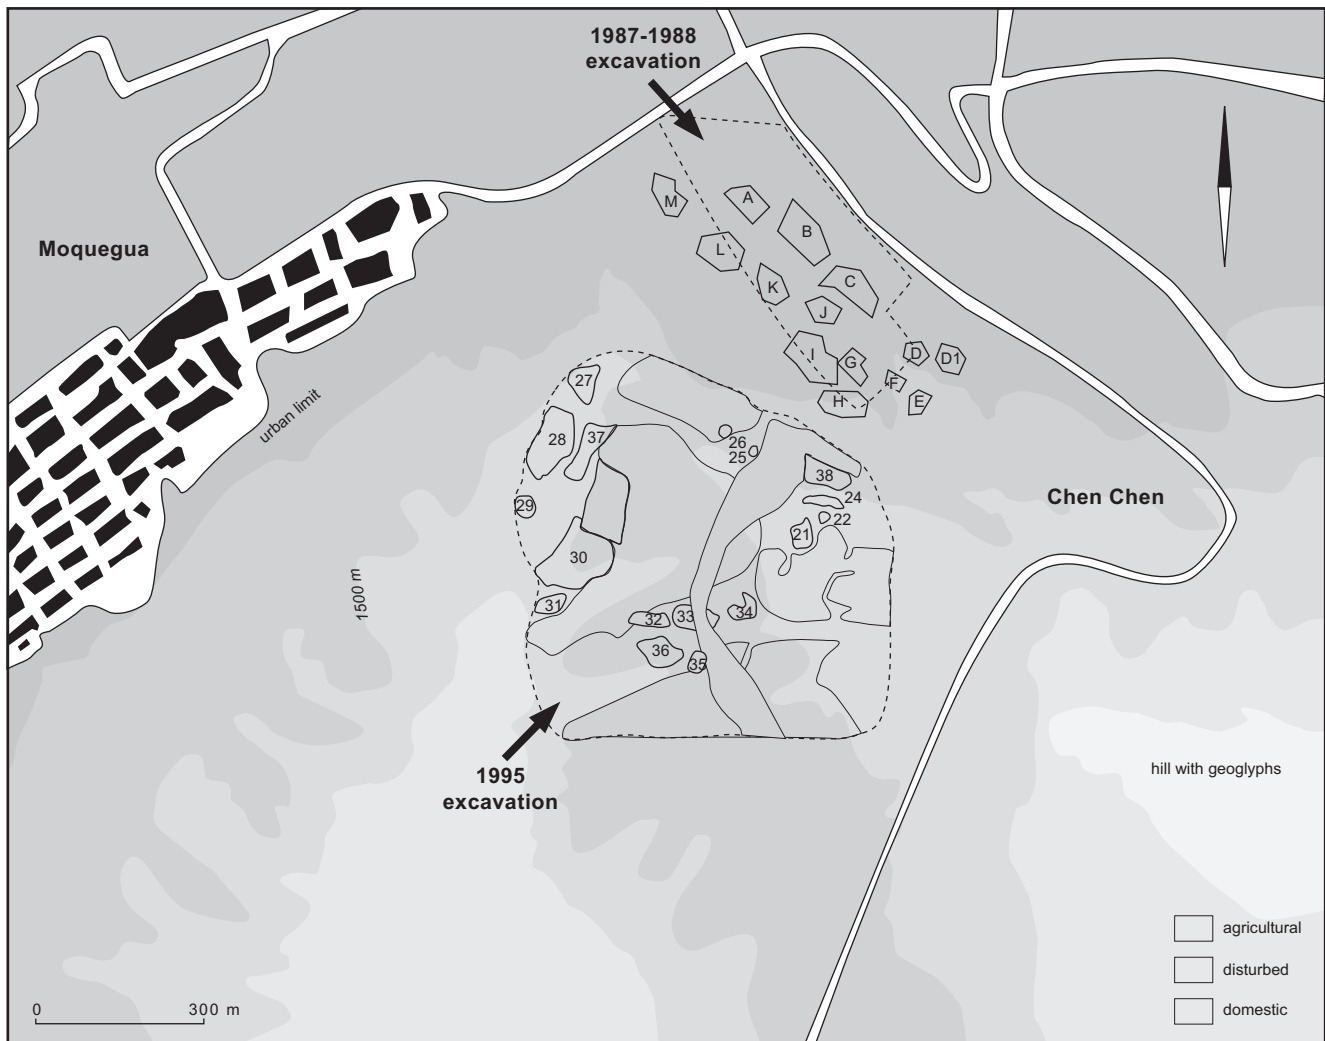 1987-1988
excavation
M
A
B
Moquegua
L
K
C
J
I
G
D
D1
F
H
E
27
urban limit
28
37
26
25
38
Chen Chen
24
29
22
21
30
1500 m
31
32
33
34
36
35
1995
excavation
hill with geoglyphs
agricultural
disturbed
domestic
0
300 m